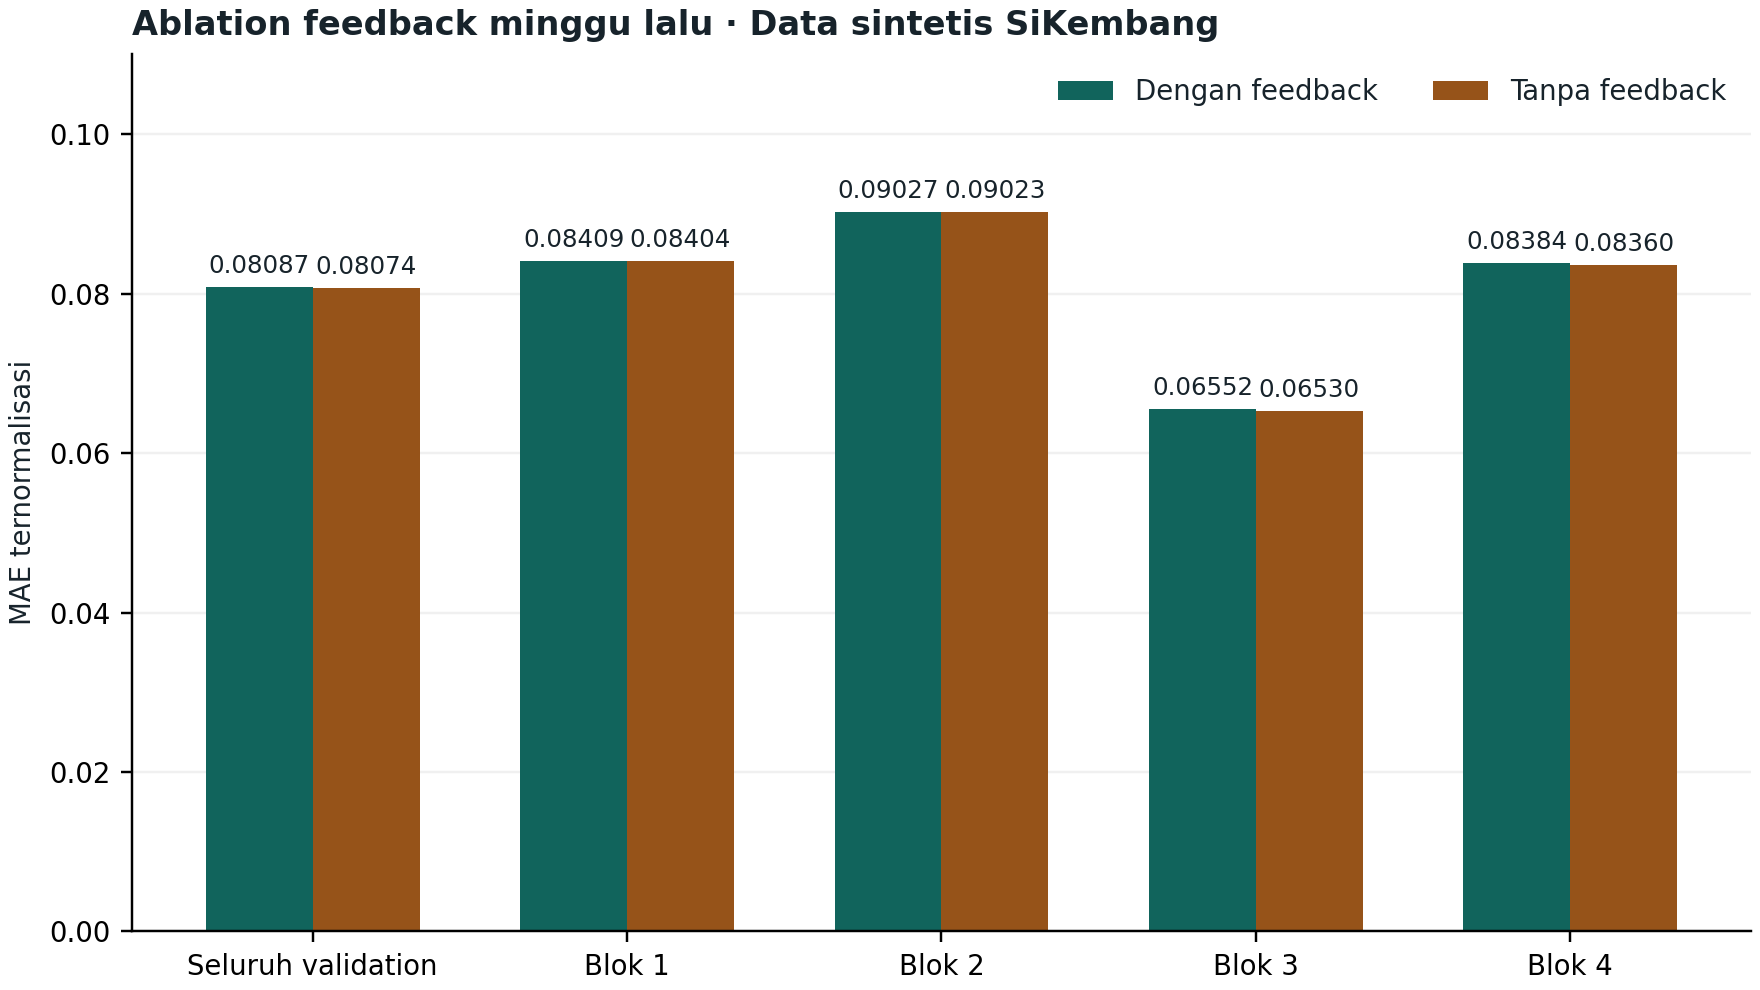 Ablation feedback minggu lalu · Data sintetis SiKembang
Dengan feedback
Tanpa feedback
MAE ternormalisasi
0.10
0.08
0.06
0.04
0.02
0.00
0.08087 0.08074
0.08409 0.08404
0.09027 0.09023
0.06552 0.06530
0.08384 0.08360
Seluruh validation
Blok 1
Blok 2
Blok 3
Blok 4